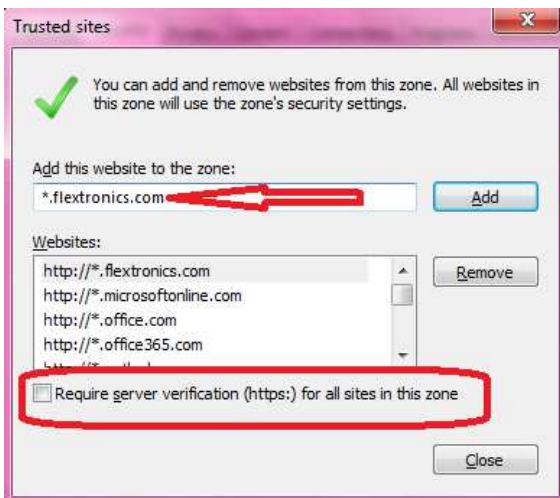 Trusted sites
You can add and remove websites from this zone. All websites in
this zone will use the zone's security settings.
Add this website to the zone:
*.flextronics.com
Add
Websites:
http://*.flextronics.com
Remove
http://*.microsoftonline.com
http://*.office.com
http://*.office365.com
Require server verification (https:) for all sites in this zone
Close